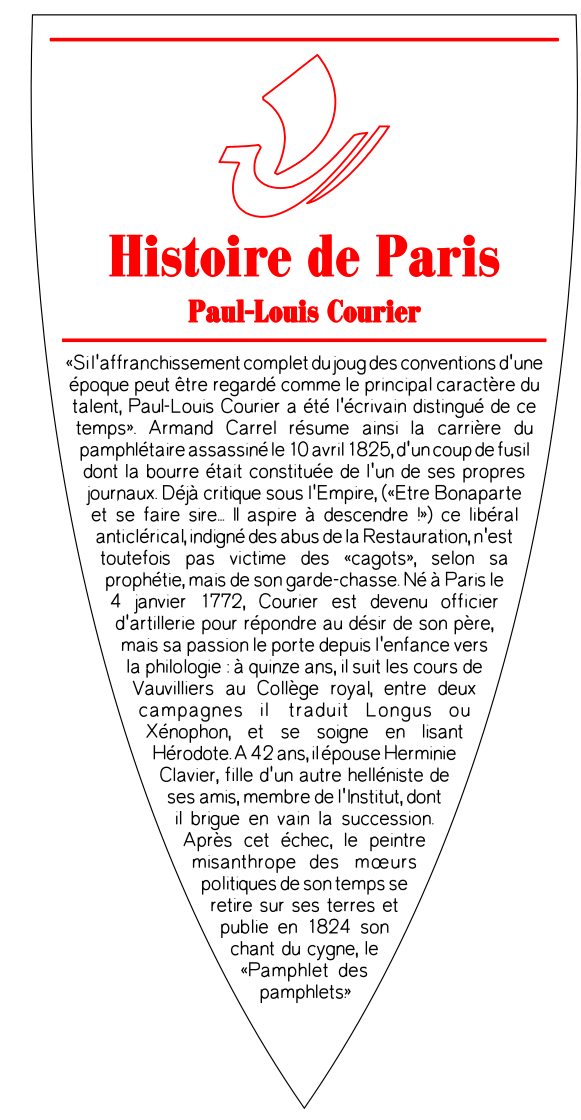 Histoire de Paris
Paul-Louis Courier
«Si l'affranchissement complet du joug des conventions d'une
époque peut être regardé comme le principal caractère du
talent, Paul-Louis Courier a été l'écrivain distingué de ce
temps». Armand Carrel résume ainsi la carrière du
pamphlétaire assassiné le 10 avril 1825, d'un coup de fusil
dont la bourre était constituée de l'un de ses propres
journaux. Déjà critique sous l'Empire, («Etre Bonaparte
et se faire sire... Il aspire à descendre !») ce libéral
anticlérical, indigné des abus de la Restauration, n'est
toutefois pas victime des «cagots», selon sa
prophétie, mais de son garde-chasse. Né à Paris le
4 janvier 1772, Courier est devenu officier
d'artillerie pour répondre au désir de son père,
mais sa passion le porte depuis l'enfance vers
la philologie : à quinze ans, il suit les cours de
Vauvilliers au Collège royal, entre deux
campagnes il traduit Longus ou
Xénophon, et se soigne en lisant
Hérodote. A 42 ans, il épouse Herminie
Clavier, fille d'un autre helléniste de
ses amis, membre de l'Institut, dont
il brigue en vain la succession.
Après cet échec, le peintre
misanthrope des mœurs
politiques de son temps se
retire sur ses terres et
publie en 1824 son
chant du cygne, le
«Pamphlet des
pamphlets»